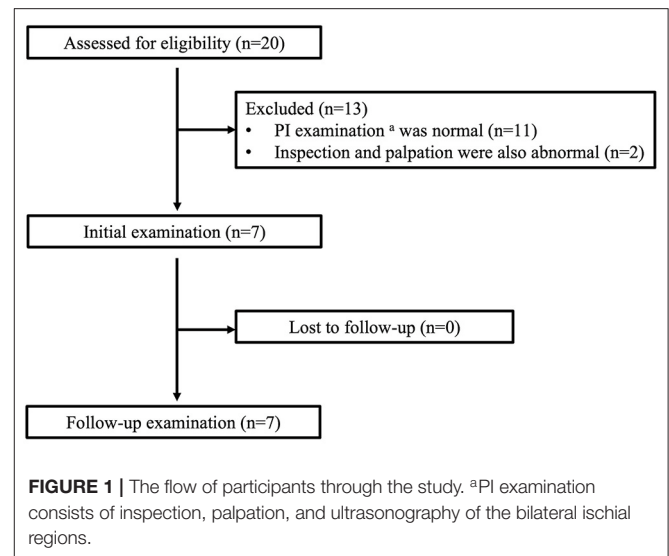 Assessed for eligibility (n=20)
Excluded (n=13)
• PI examination ᵃ was normal (n=11)
• Inspection and palpation were also abnormal (n=2)
Initial examination (n=7)
Lost to follow-up (n=0)
Follow-up examination (n=7)
FIGURE 1 | The flow of participants through the study. ᵃPI examination
consists of inspection, palpation, and ultrasonography of the bilateral ischial
regions.